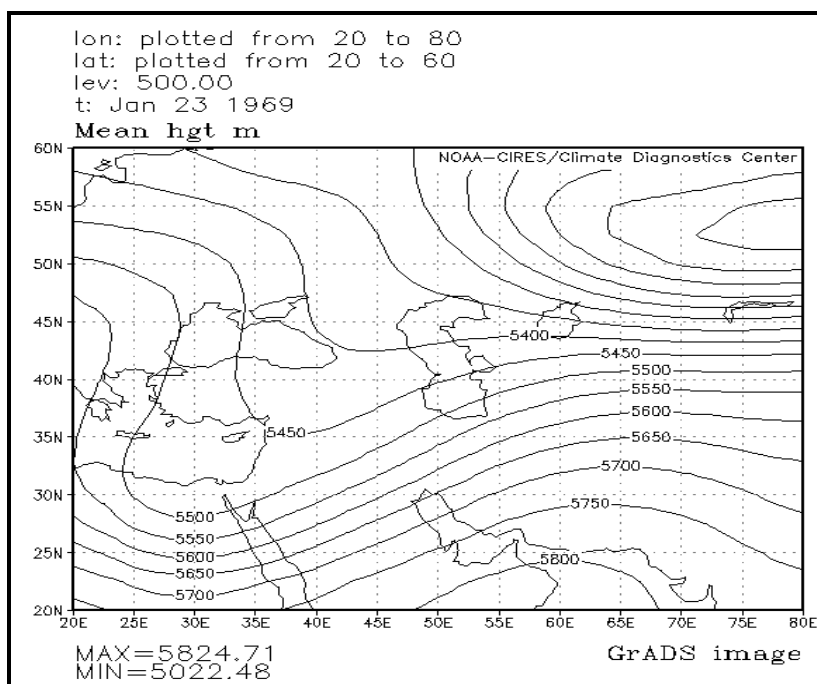 lon: plotted from 20 to 80
lat: plotted from 20 to 60
lev: 500.00
t: Jan 23 1969
Mean hgt m
NOAA-CIRES/Climate Diagnostics Center
60N
55N
50N
45N
40N
35N
30N
25N
20N
5400
5450
5500
5550
5600
5650
5700
5750
5800
5450
5500
5550
5600
5650
5700
20E 25E 30E 35E 40E 45E 50E 55E 60E 65E 70E 75E 80E
MAX=5824.71
MIN=5022.48
GrADS image